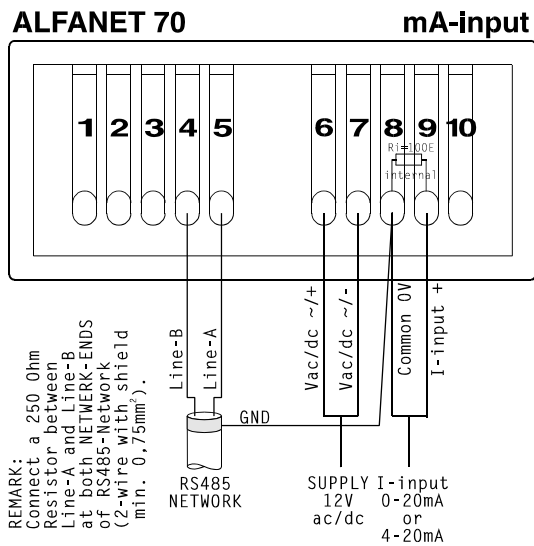 ALFANET 70 mA-input
1 2 3 4 5 6 7 8 9 10
Ri=100E
internal
Line-B
Line-A
Vac/dc ~/+
Vac/dc ~/-
Common 0V
I-input +
GND
REMARK:
Connect a 250 Ohm
Resistor between
Line-A and Line-B
at both NETWERK-ENDS
of RS485-Network
(2-wire with shield
min. 0,75mm²).
RS485
NETWORK
SUPPLY
12V
ac/dc
I-input
0-20mA
or
4-20mA